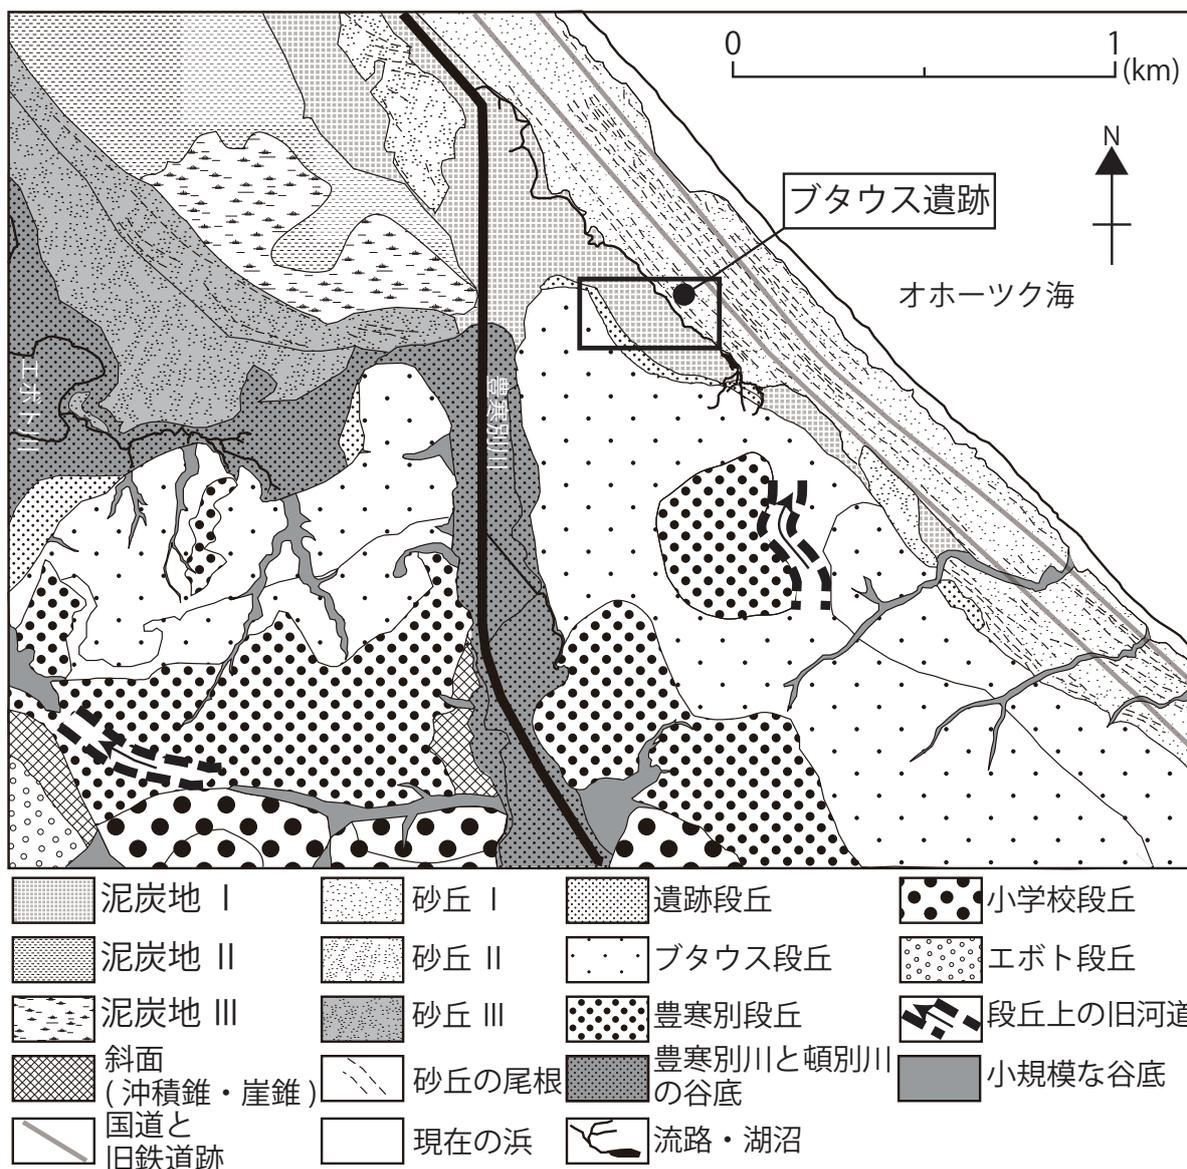 0 1
(km)
N
ブタウス遺跡
オホーツク海
エボト川
豊寒別川
泥炭地 Ⅰ
泥炭地 Ⅱ
泥炭地 Ⅲ
斜面
( 沖積錐・崖錐 )
国道と
旧鉄道跡
砂丘 Ⅰ
砂丘 Ⅱ
砂丘 Ⅲ
砂丘の尾根
現在の浜
遺跡段丘
ブタウス段丘
豊寒別段丘
豊寒別川と頓別川
の谷底
流路・湖沼
小学校段丘
エボト段丘
段丘上の旧河道
小規模な谷底